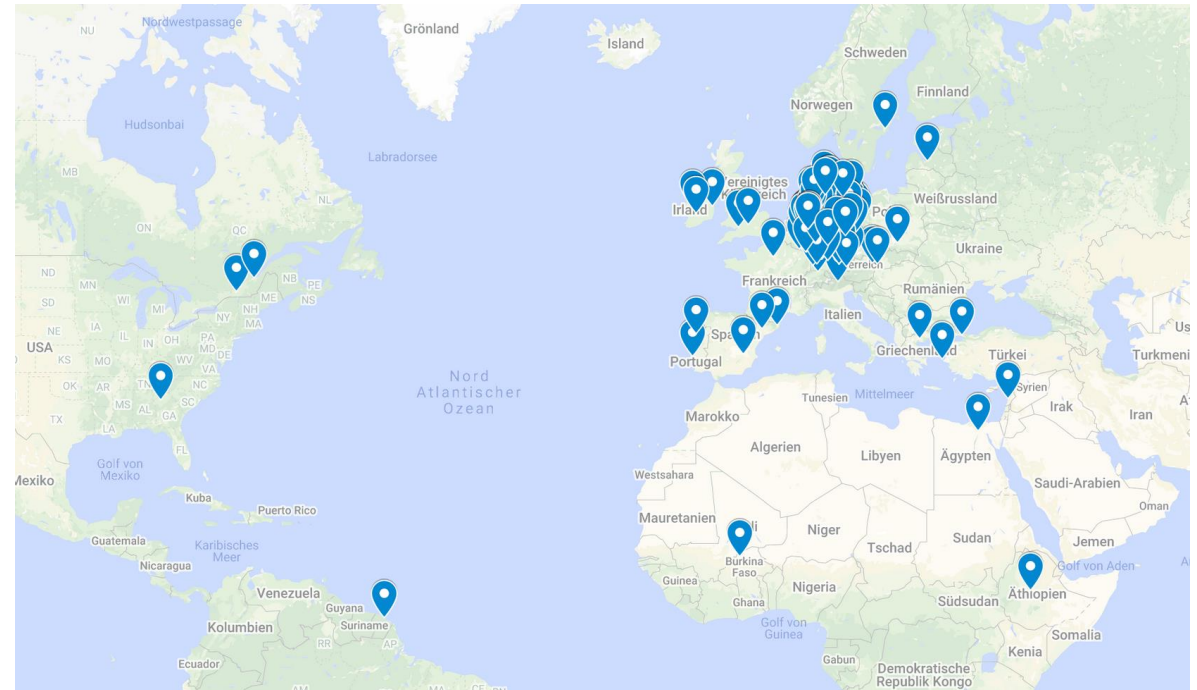 NU
Nordwestpassage
Grönland
Island
Schweden
Finnland
Norwegen
Hudsonbai
Labradorsee
MB
NL
Vereinigtes
Irland
Weißrussland
ON
QC
Ukraine
ND
MN
NB
PE
Frankreich
SD
WI
MI
ME
NS
NH
NY
MA
Rumänien
NE
IA
IL
IN
OH
PA
MD
DE
Italien
USA
KS
MO
WV
VA
Portugal
Griechenland
Türkei
Turkmeni
OK
AR
TN
NC
SC
MS
AL
GA
TX
LA
FL
Nord
Atlantischer
Ozean
Tunesien
Mittelmeer
Syrien
Irak
Iran
Marokko
Algerien
Libyen
Ägypten
Golf von
Mexiko
Mexiko
Westsahara
Saudi-Arabien
Kuba
Puerto Rico
Oman
Mauretanien
Niger
Tschad
Sudan
Jemen
Guatemala
Karibisches
Meer
Nicaragua
Burkina
Faso
Golf von Aden
Guinea
Nigeria
Venezuela
Guyana
Suriname
Ghana
Südsudan
Äthiopien
Kolumbien
RR
AP
Golf von
Guinea
Somalia
Kenia
Ecuador
Gabun
Demokratische
Republik Kongo
AM
PA
MA
CE